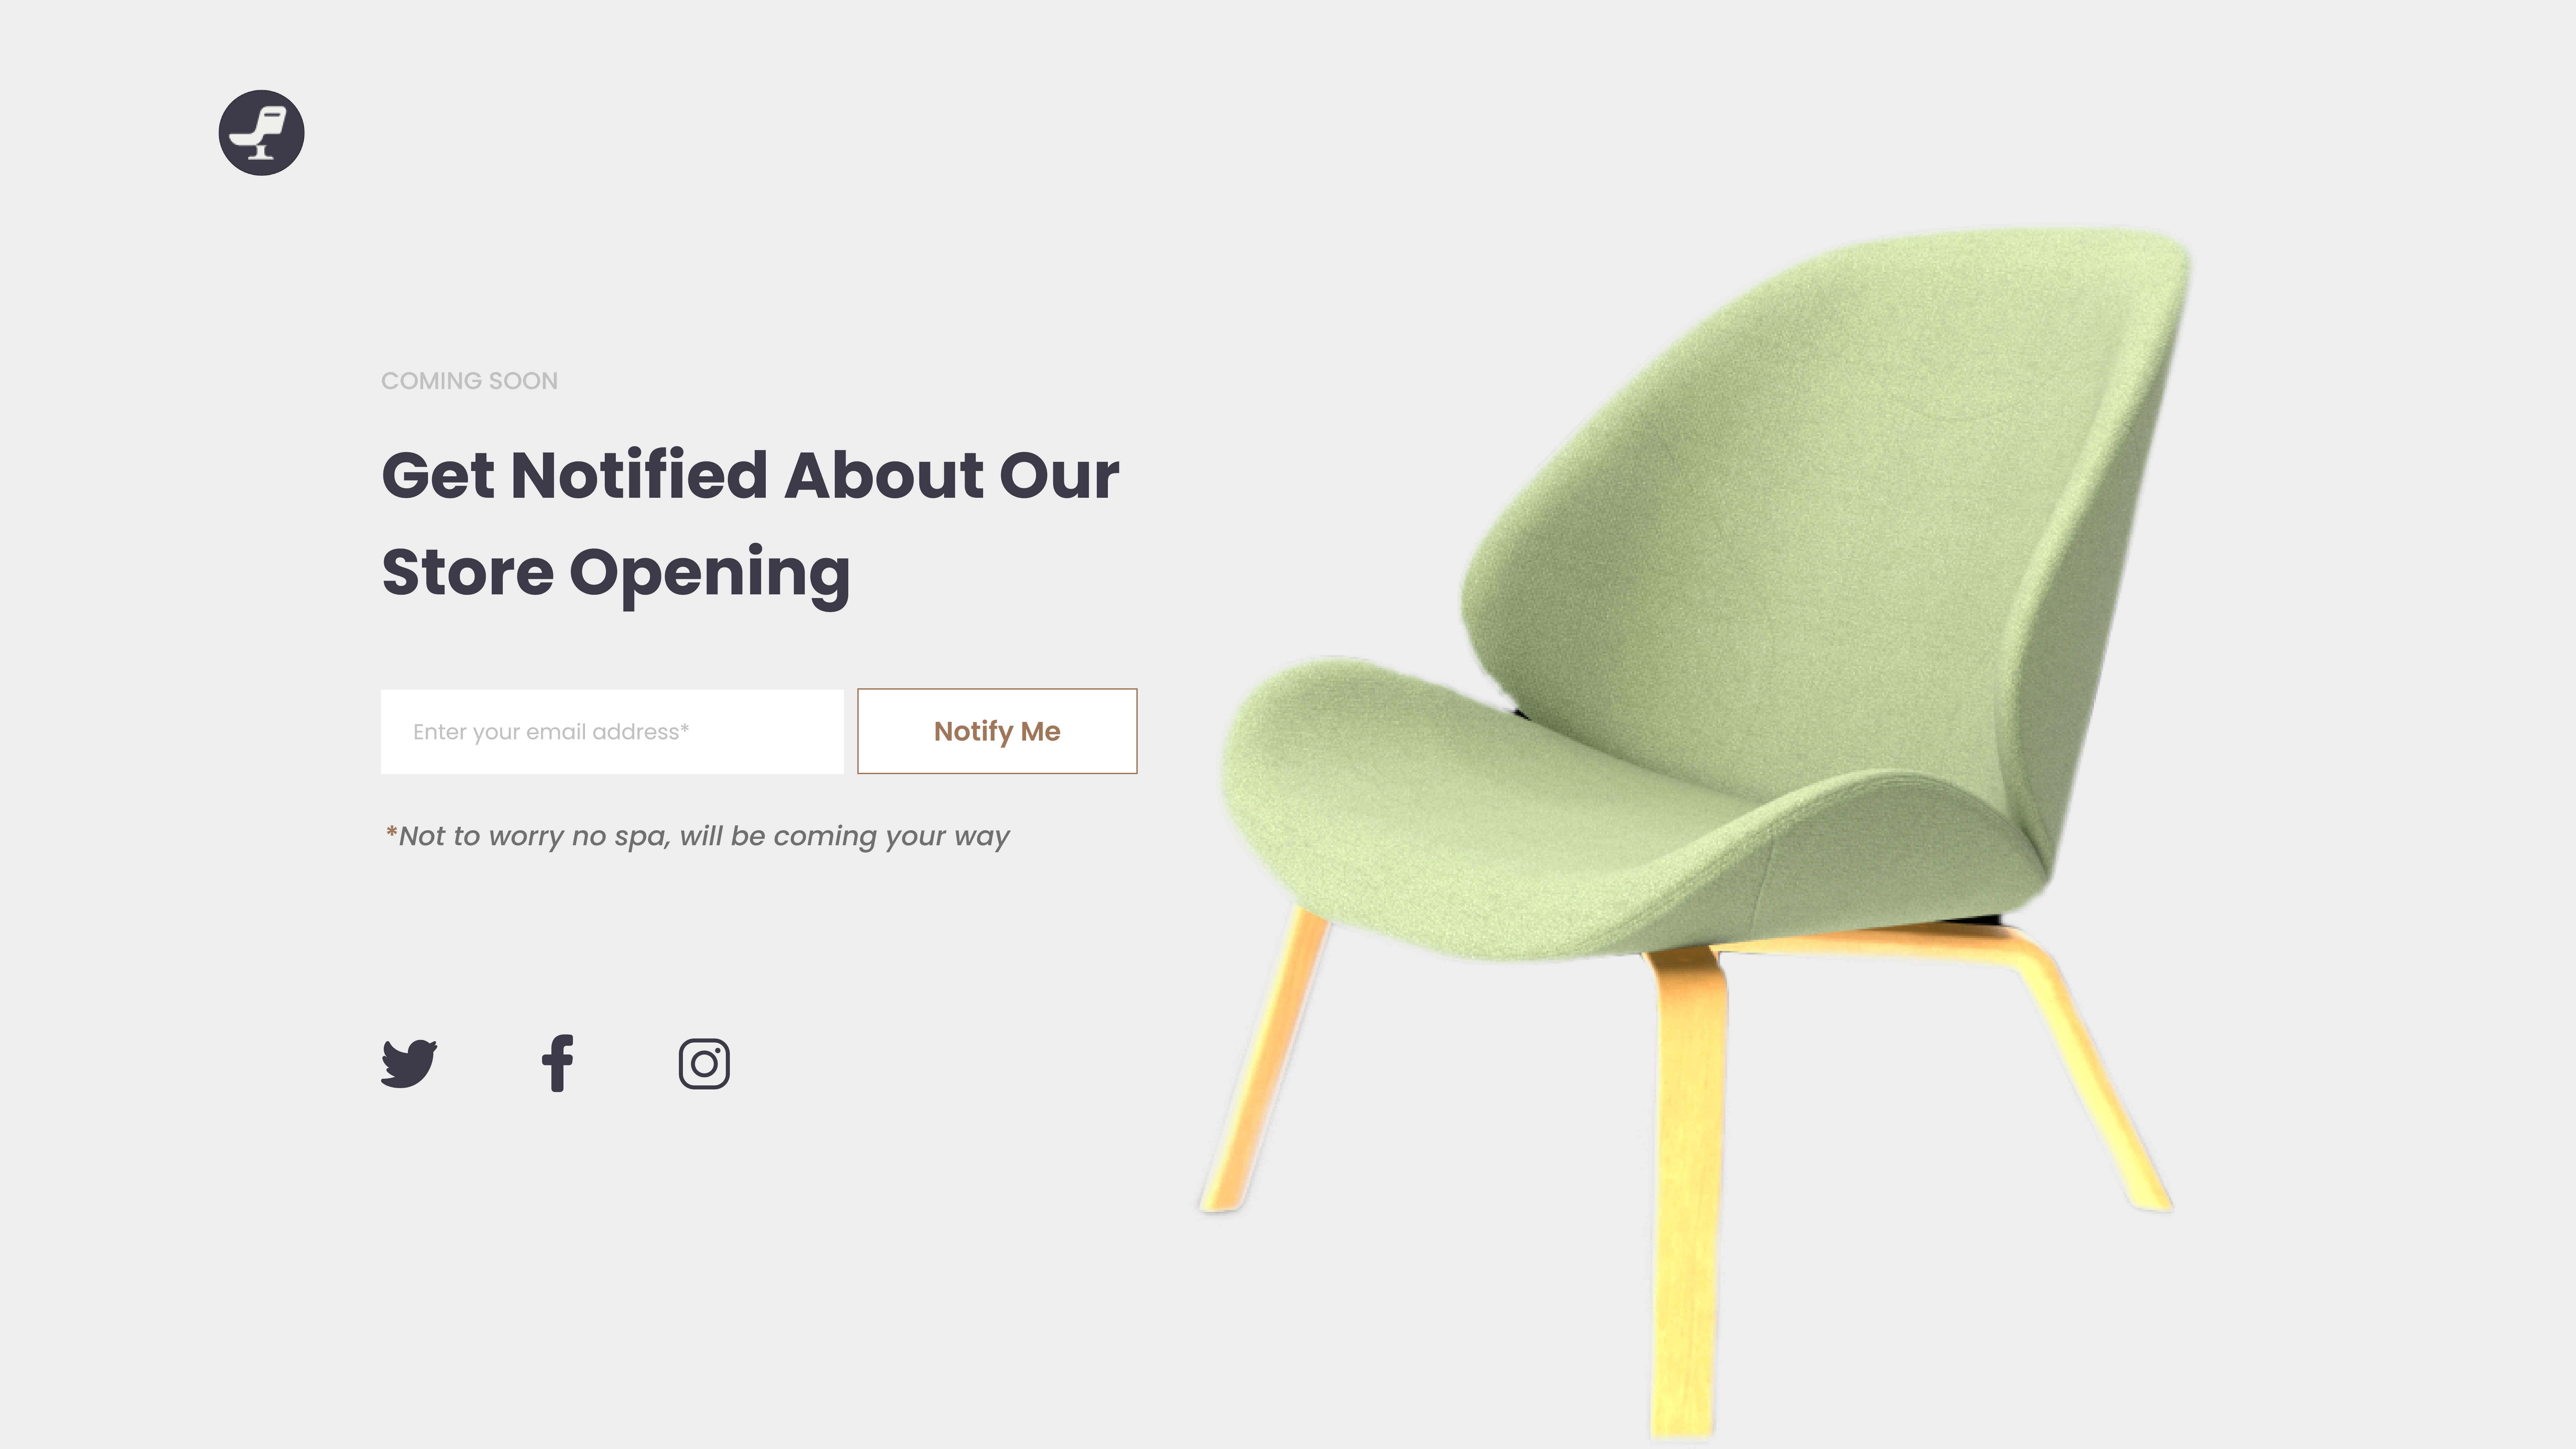 COMING SOON
Get Notified About Our
Store Opening
Enter your email address*
Notify Me
*Not to worry no spa, will be coming your way